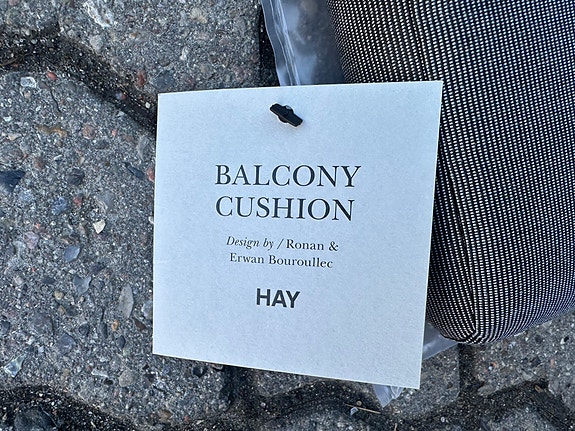 BALCONY
CUSHION
Design by / Ronan &
Erwan Bouroullec
HAY